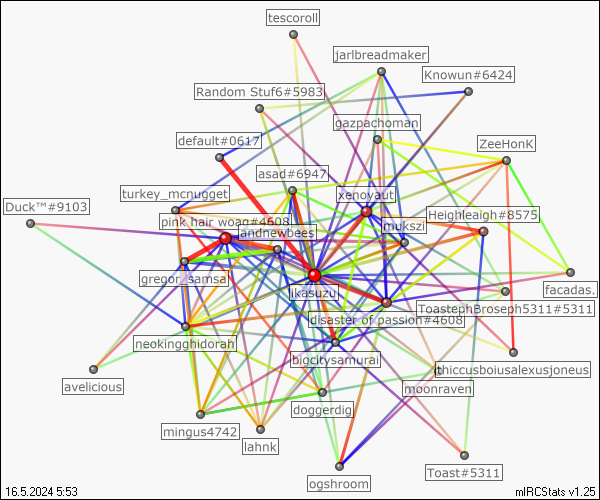 tescoroll
jarlbreadmaker
Knowun#6424
Random Stuf6#5983
gazpachoman
default#0617
ZeeHonK
asad#6947
turkey_mcnugget
xenoyaut
Duck™#9103
pink hair woag#4608
Heighleaigh#8575
mukszi
andnewbees
gregor_samsa
ikasuzu
facadas.
ToastephBroseph5311#5311
disaster of passion#4608
neokingghidorah
bigcitysamurai
thiccusboiusalexusjoneus
avelicious
moonraven
doggerdig
mingus4742
lahnk
Toast#5311
ogshroom
16.5.2024 5:53
mIRCStats v1.25